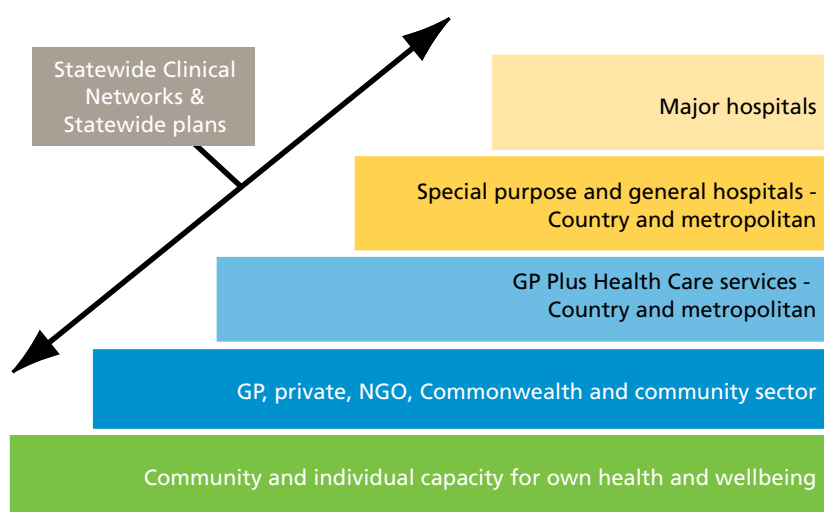 Statewide Clinical
Networks &
Statewide plans
Major hospitals
Special purpose and general hospitals -
Country and metropolitan
GP Plus Health Care services -
Country and metropolitan
GP, private, NGO, Commonwealth and community sector
Community and individual capacity for own health and wellbeing